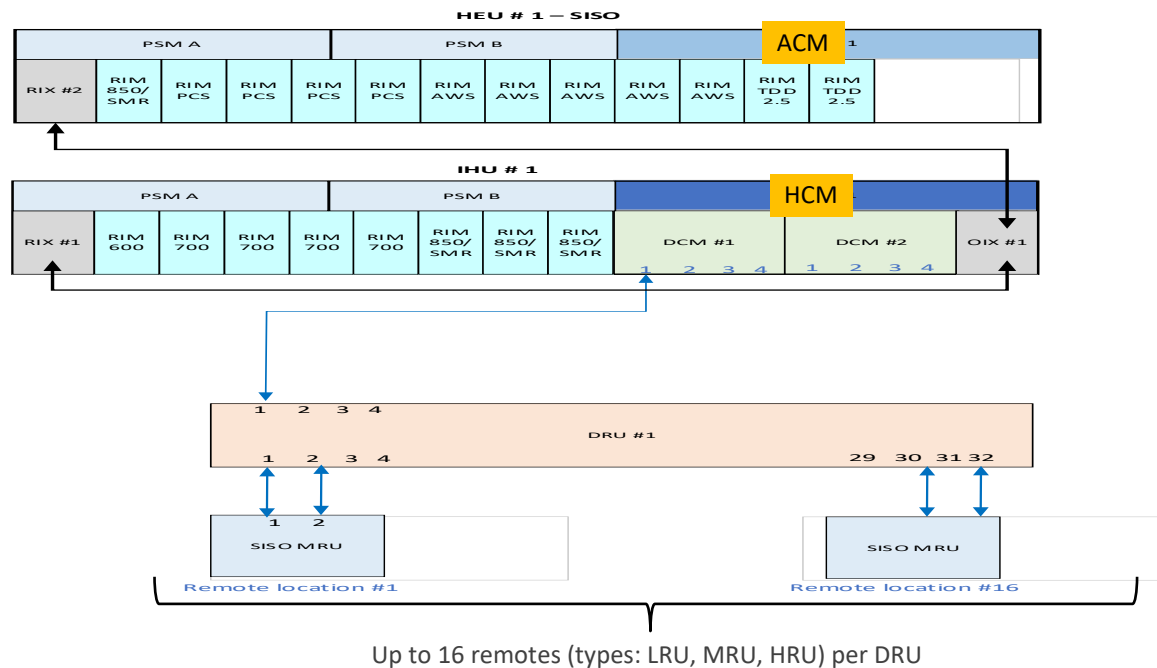 HEU # 1 – SISO
PSM A PSM B ACM 1
RIX #2 RIM 850/ SMR RIM PCS RIM PCS RIM PCS RIM PCS RIM AWS RIM AWS RIM AWS RIM AWS RIM AWS RIM TDD 2.5 RIM TDD 2.5
IHU # 1
PSM A PSM B HCM
RIX #1 RIM 600 RIM 700 RIM 700 RIM 700 RIM 700 RIM 850/ SMR RIM 850/ SMR RIM 850/ SMR DCM #1 DCM #2 OIX #1
1 2 3 4 1 2 3 4
1 2 3 4
DRU #1
1 2 3 4 29 30 31 32
1 2
SISO MRU SISO MRU
Remote location #1 Remote location #16
Up to 16 remotes (types: LRU, MRU, HRU) per DRU